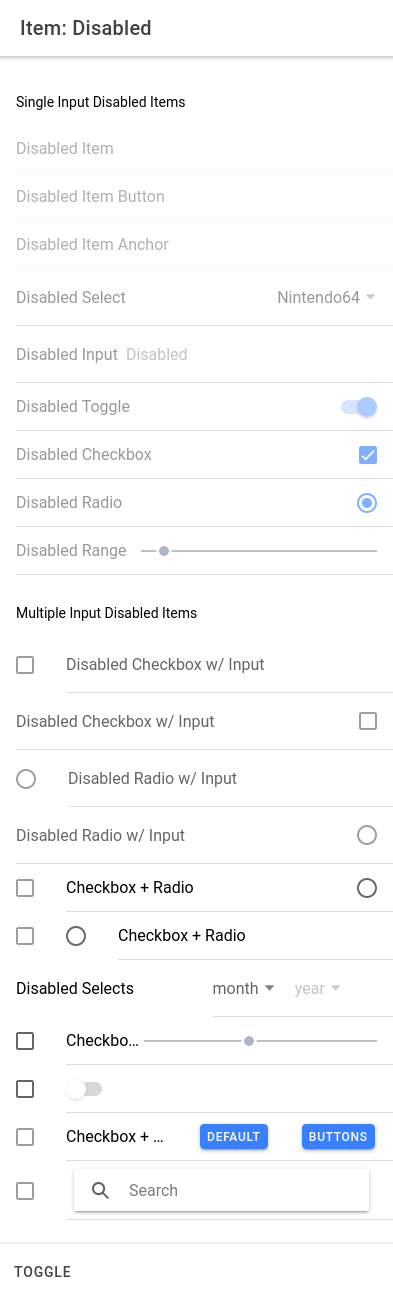 Item: Disabled
Single Input Disabled Items
Disabled Item
Disabled Item Button
Disabled Item Anchor
Disabled Select Nintendo64
Disabled Input Disabled
Disabled Toggle
Disabled Checkbox
Disabled Radio
Disabled Range
Multiple Input Disabled Items
Disabled Checkbox w/ Input
Disabled Checkbox w/ Input
Disabled Radio w/ Input
Disabled Radio w/ Input
Checkbox + Radio
Checkbox + Radio
Disabled Selects month year
Checkbo...
Checkbox + ... DEFAULT BUTTONS
Search
TOGGLE